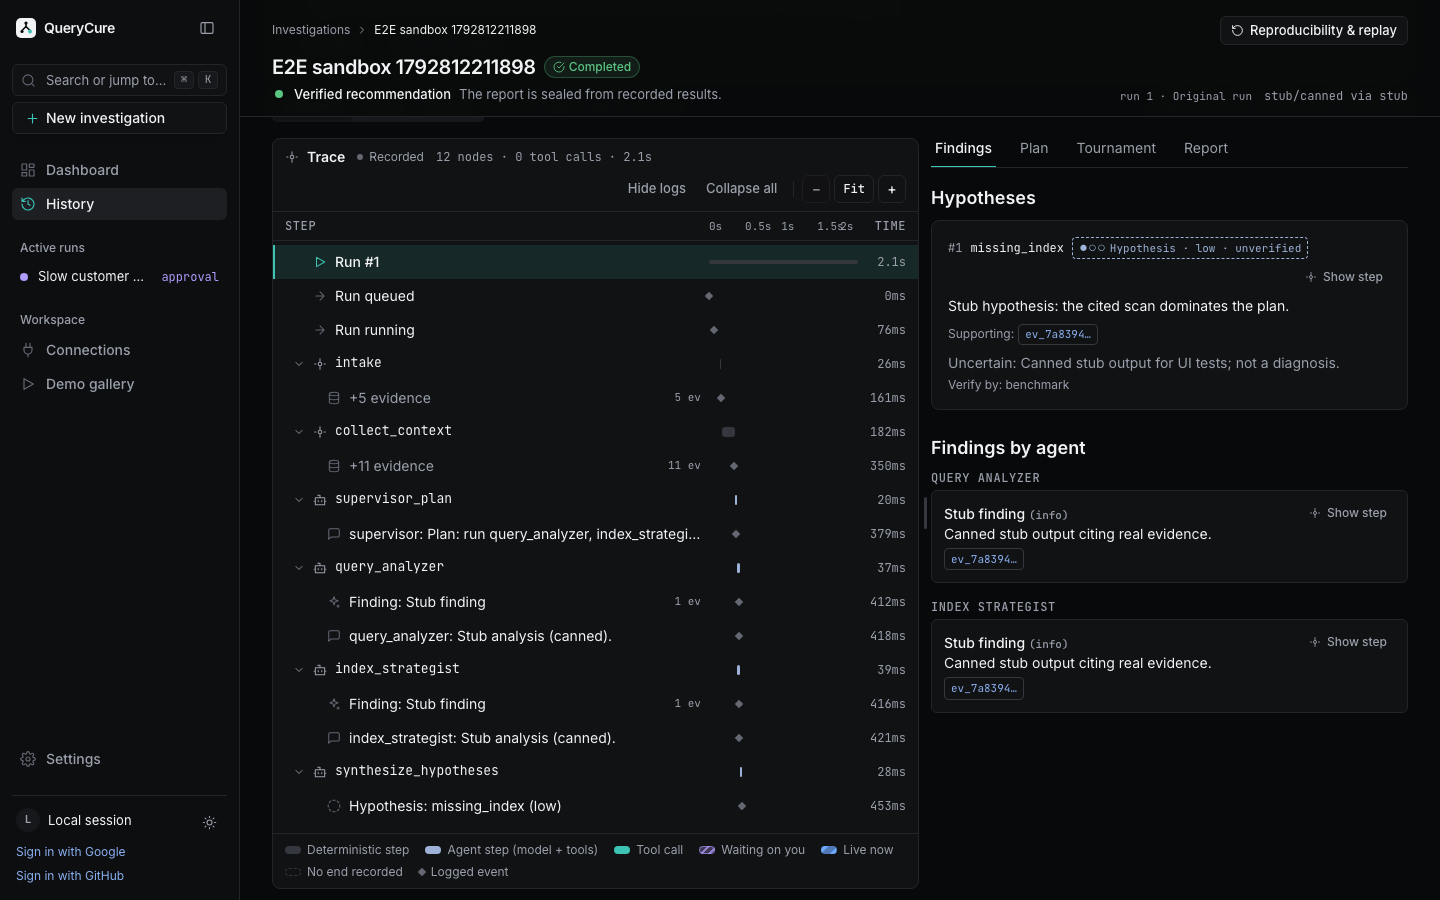 QueryCure
Search or jump to... ⌘ K
New investigation
Dashboard
History
Active runs
Slow customer ... approval
Workspace
Connections
Demo gallery
Settings
L Local session
Sign in with Google
Sign in with GitHub
Investigations > E2E sandbox 1792812211898
Reproducibility & replay
E2E sandbox 1792812211898 Completed
Verified recommendation The report is sealed from recorded results.
run 1 · Original run stub/canned via stub
Trace Recorded 12 nodes · 0 tool calls · 2.1s
Hide logs Collapse all − Fit +
STEP 0s 0.5s 1s 1.5s 2s TIME
Run #1 2.1s
Run queued 0ms
Run running 76ms
intake 26ms
+5 evidence 5 ev 161ms
collect_context 182ms
+11 evidence 11 ev 350ms
supervisor_plan 20ms
supervisor: Plan: run query_analyzer, index_strategi... 379ms
query_analyzer 37ms
Finding: Stub finding 1 ev 412ms
query_analyzer: Stub analysis (canned). 418ms
index_strategist 39ms
Finding: Stub finding 1 ev 416ms
index_strategist: Stub analysis (canned). 421ms
synthesize_hypotheses 28ms
Hypothesis: missing_index (low) 453ms
Deterministic step Agent step (model + tools) Tool call Waiting on you Live now
No end recorded Logged event
Findings Plan Tournament Report
Hypotheses
#1 missing_index Hypothesis · low · unverified
Show step
Stub hypothesis: the cited scan dominates the plan.
Supporting: ev_7a8394…
Uncertain: Canned stub output for UI tests; not a diagnosis.
Verify by: benchmark
Findings by agent
QUERY ANALYZER
Stub finding (info) Show step
Canned stub output citing real evidence.
ev_7a8394…
INDEX STRATEGIST
Stub finding (info) Show step
Canned stub output citing real evidence.
ev_7a8394…